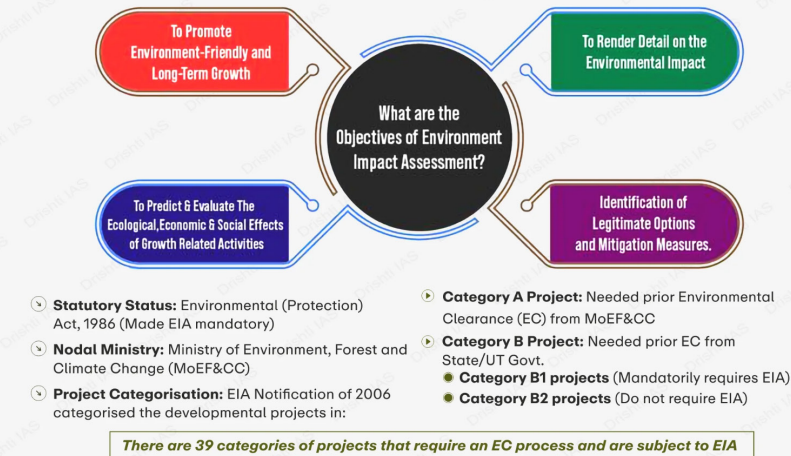 To Promote
Environment-Friendly and
Long-Term Growth
To Render Detail on the
Environmental Impact
What are the
Objectives of Environment
Impact Assessment?
To Predict & Evaluate The
Ecological,Economic & Social Effects
of Growth Related Activities
Identification of
Legitimate Options
and Mitigation Measures.
Statutory Status: Environmental (Protection)
Act, 1986 (Made EIA mandatory)
Nodal Ministry: Ministry of Environment, Forest and
Climate Change (MoEF&CC)
Project Categorisation: EIA Notification of 2006
categorised the developmental projects in:
Category A Project: Needed prior Environmental
Clearance (EC) from MoEF&CC
Category B Project: Needed prior EC from
State/UT Govt.
Category B1 projects (Mandatorily requires EIA)
Category B2 projects (Do not require EIA)
There are 39 categories of projects that require an EC process and are subject to EIA
Drishti IAS